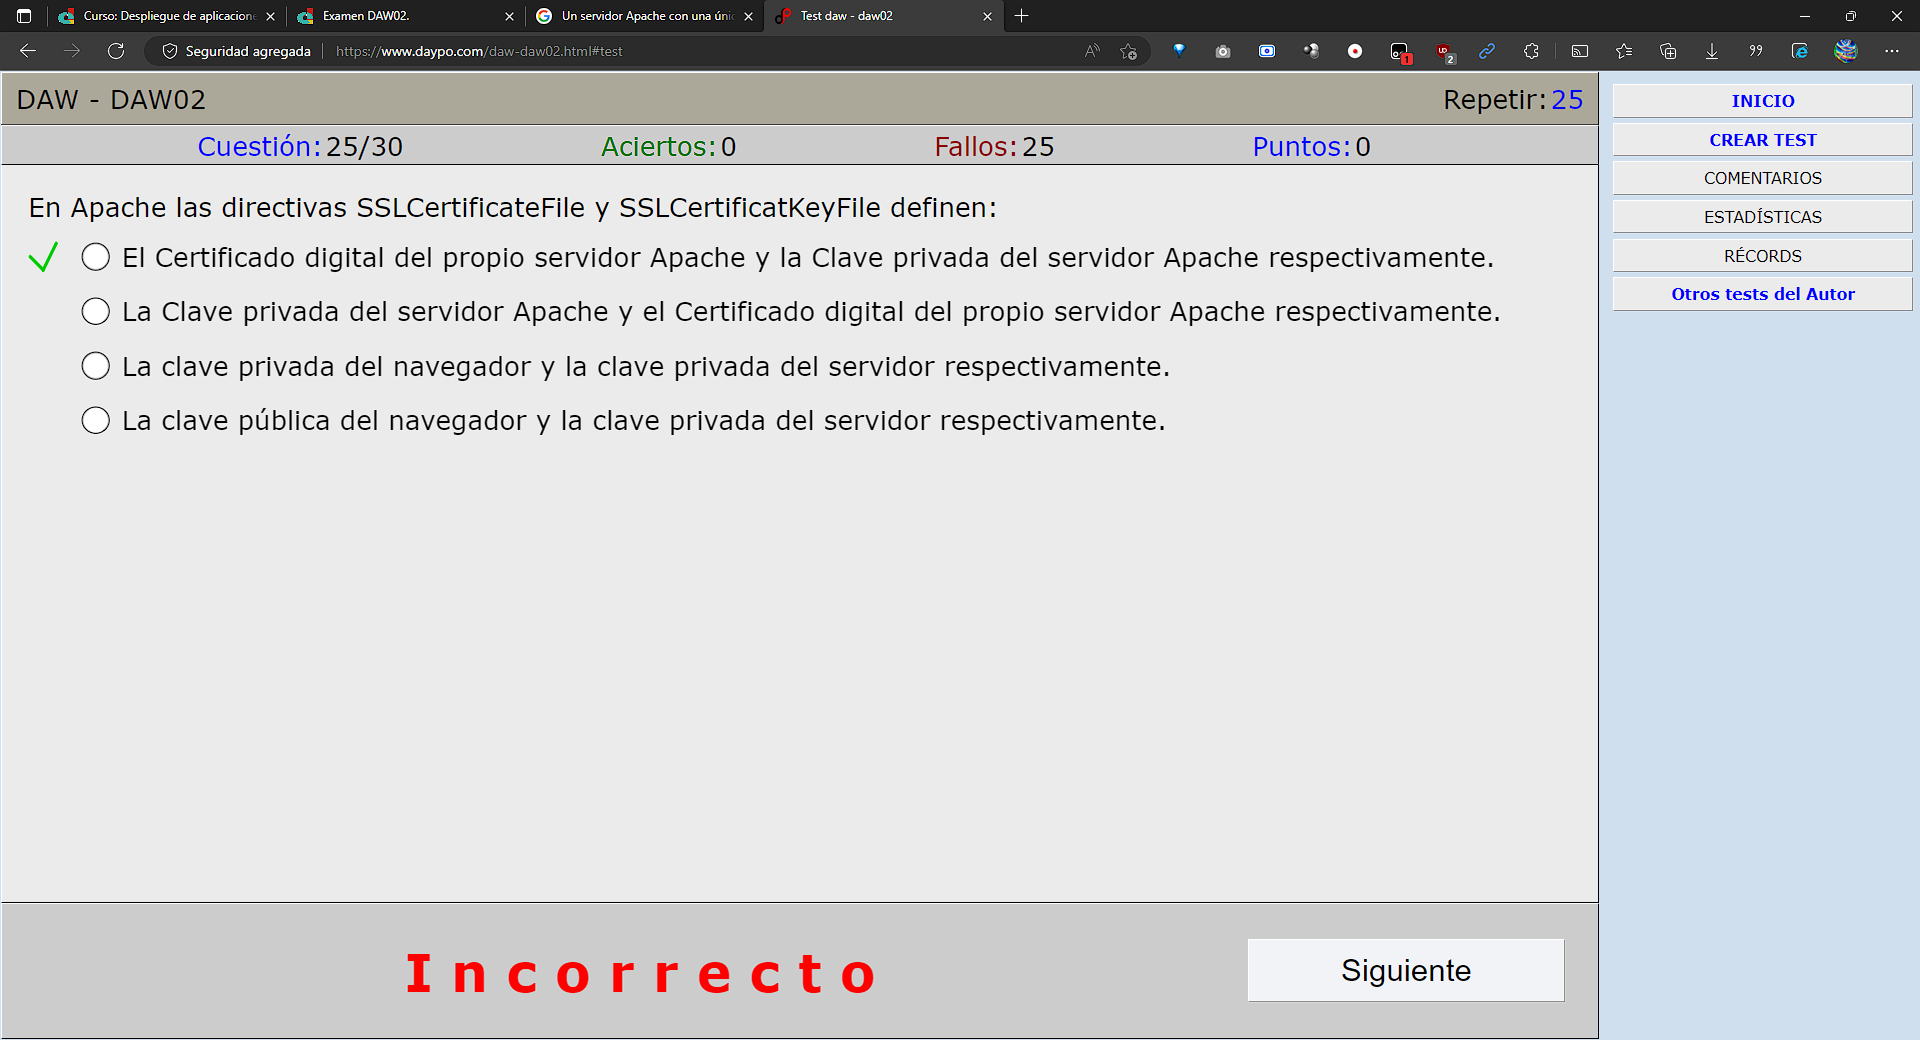 Curso: Despliegue de aplicacione
Examen DAW02.
Un servidor Apache con una únic
Test daw - daw02
Seguridad agregada
https://www.daypo.com/daw-daw02.html#test
1
2
DAW - DAW02
Repetir: 25
Cuestión: 25/30
Aciertos: 0
Fallos: 25
Puntos: 0
En Apache las directivas SSLCertificateFile y SSLCertificatKeyFile definen:
El Certificado digital del propio servidor Apache y la Clave privada del servidor Apache respectivamente.
La Clave privada del servidor Apache y el Certificado digital del propio servidor Apache respectivamente.
La clave privada del navegador y la clave privada del servidor respectivamente.
La clave pública del navegador y la clave privada del servidor respectivamente.
Incorrecto
Siguiente
INICIO
CREAR TEST
COMENTARIOS
ESTADÍSTICAS
RÉCORDS
Otros tests del Autor